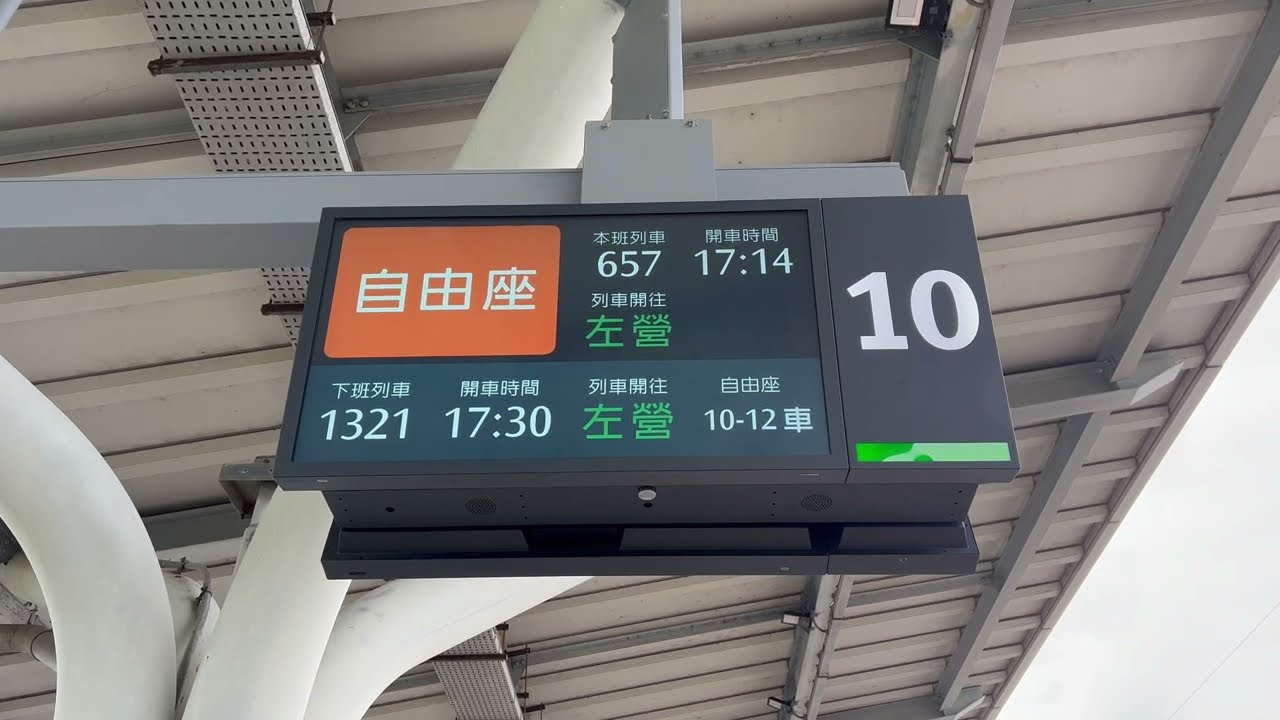 自由座
本班列車 開車時間
657 17:14
列車開往
左營
下班列車 開車時間 列車開往 自由座
1321 17:30 左營 10-12 車
10